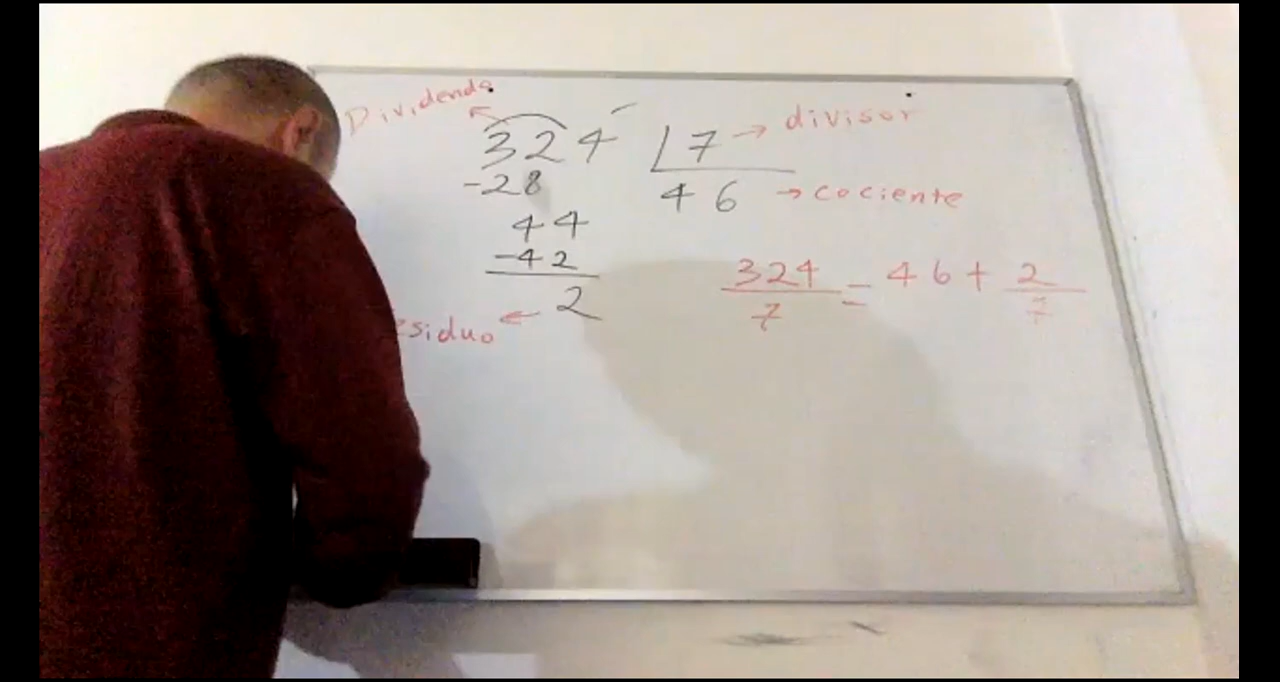 Dividendo
324 7 → divisor
-28 46 → cociente
44
-42
2
esiduo ←
324/7 = 46 + 2/7